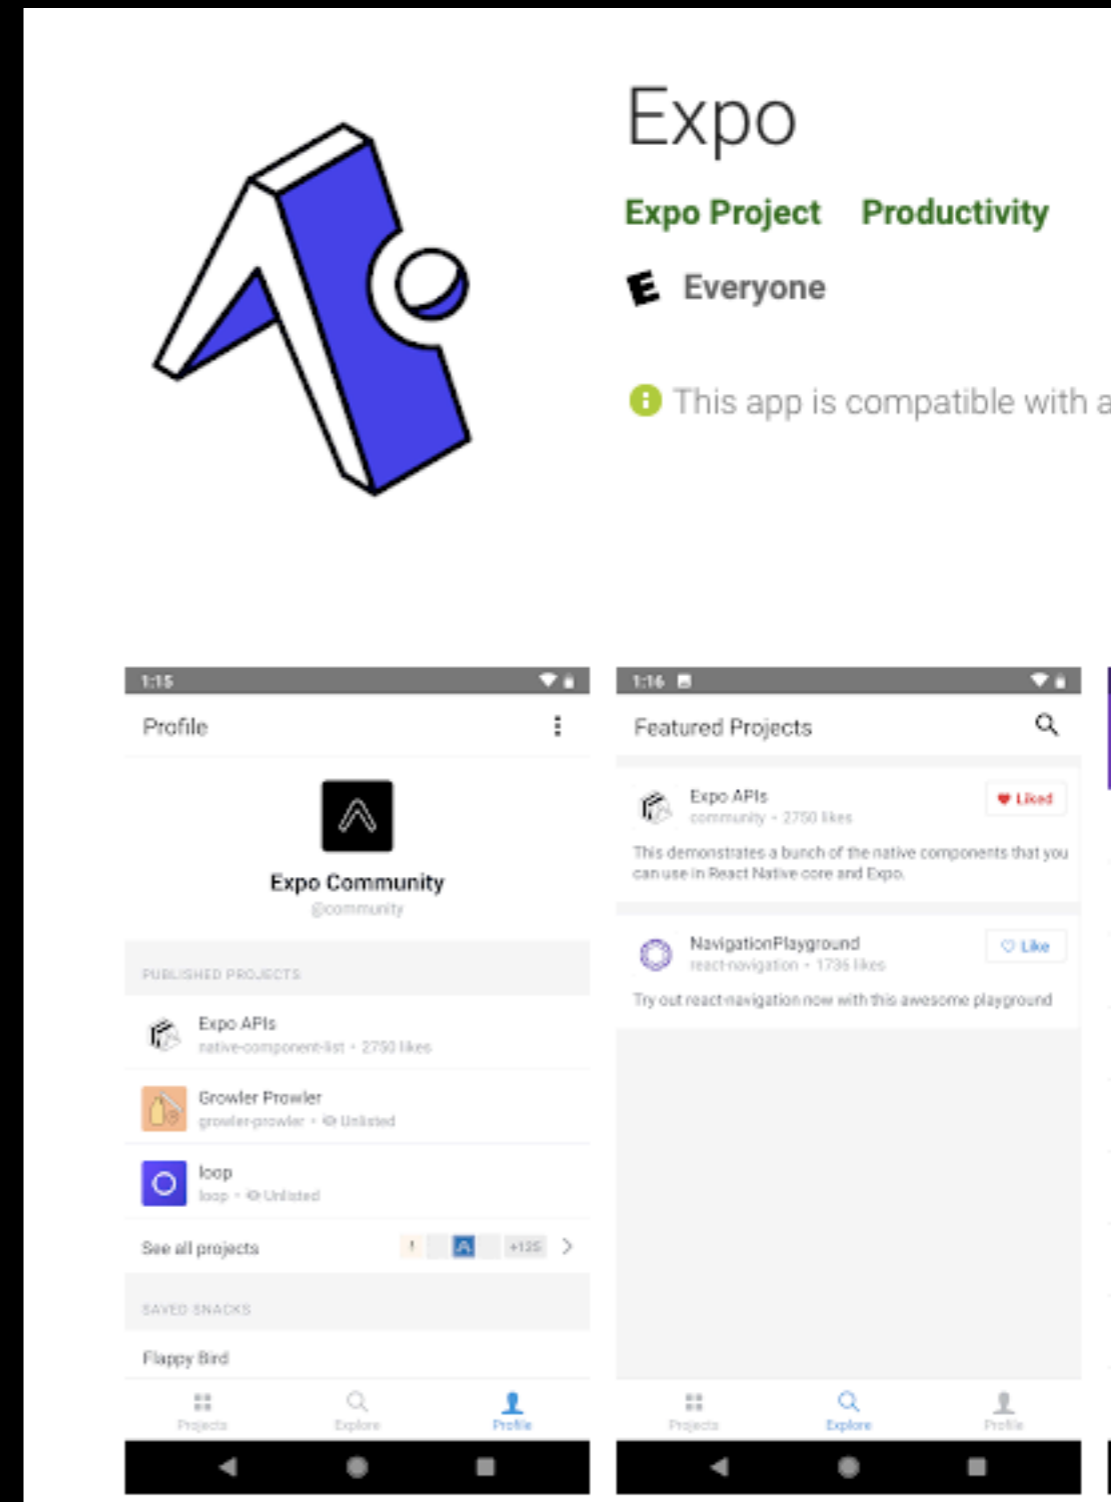 Expo
Expo Project Productivity
E Everyone
This app is compatible with a
1:15
Profile
Expo Community
@community
PUBLISHED PROJECTS
Expo APIs
native-component-list • 2750 likes
Growler Prowler
growler-prowler • Unlisted
loop
loop • Unlisted
See all projects ! +125
SAVED SNACKS
Flappy Bird
Projects Explore Profile
1:16
Featured Projects
Expo APIs
community • 2750 likes
Liked
This demonstrates a bunch of the native components that you
can use in React Native core and Expo.
NavigationPlayground
react-navigation • 1736 likes
Like
Try out react-navigation now with this awesome playground
Projects Explore Profile